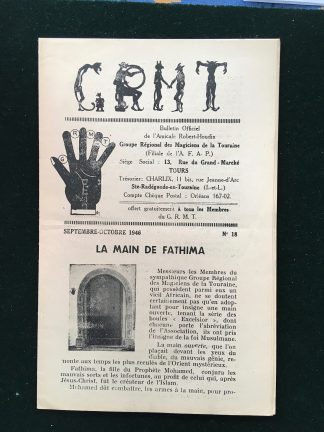 G.R.M.T
Bulletin Officiel
de l'Amicale Robert-Houdin
Groupe Régional des Magiciens de la Touraine
(Filiale de l'A. F. A. P.)
Siège Social : 13, Rue du Grand-Marché
TOURS
Trésorier: CHARLIX, 11 bis, rue Jeanne-d'Arc
Ste-Radégonde-en-Touraine (I.-et-L.)
Compte Chèque Postal : Orléans 167-02.
offert gratuitement à tous les Membres
du G. R. M. T.
G R M T
SEPTEMBRE-OCTOBRE 1946
N° 18
LA MAIN DE FATHIMA
Messieurs les Membres du
sympathique Groupe Régional
des Magiciens de la Touraine,
qui possèdent parmi eux un
vieil Africain, ne se doutent
certainement pas qu'en adop-
tant pour insigne une main
ouverte, tenant la série des
boules « Excelsior », dont
chacune porte l'abréviation
de l'Association, ils ont pris
l'insigne de la foi Musulmane.
La main ouverte, que l'on
plaçait devant les yeux du
diable, du mauvais génie, re-
monte aux temps les plus reculés de l'Orient mystérieux.
Fathima, la fille du Prophète Mohamed, conjura les
mauvais sorts et les infortunes, au profit de celui qui, après
Jésus-Christ, fut le créateur de l'Islam.
Mohamed dût combattre, les armes à la main, pour pro-